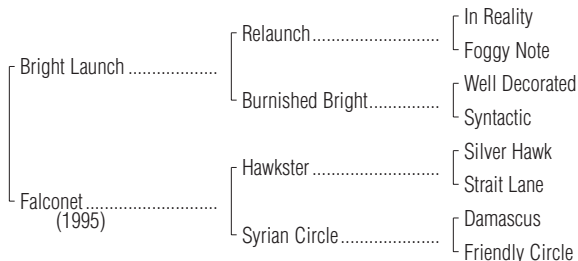 In Reality
Relaunch..............................
Foggy Note
Bright Launch .....................
Well Decorated
Burnished Bright.................
Syntactic
Silver Hawk
Hawkster ..............................
Strait Lane
Falconet ...............................
(1995)
Damascus
Syrian Circle.......................
Friendly Circle